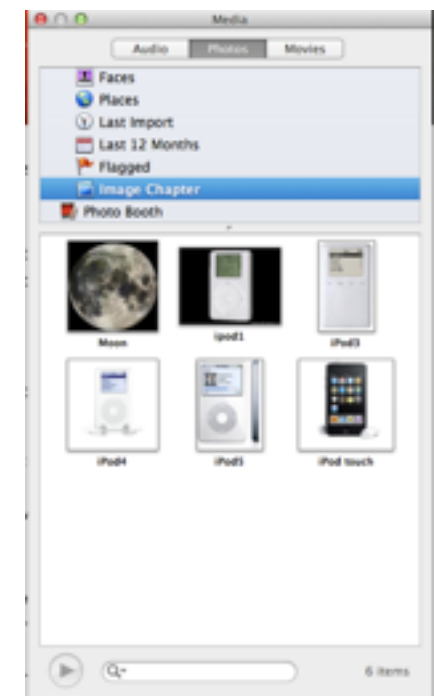 Media
Audio Photos Movies
Faces
Places
Last Import
Last 12 Months
Flagged
Image Chapter
Photo Booth
Moon
ipod1
iPod3
iPod4
iPod5
iPod touch
6 items